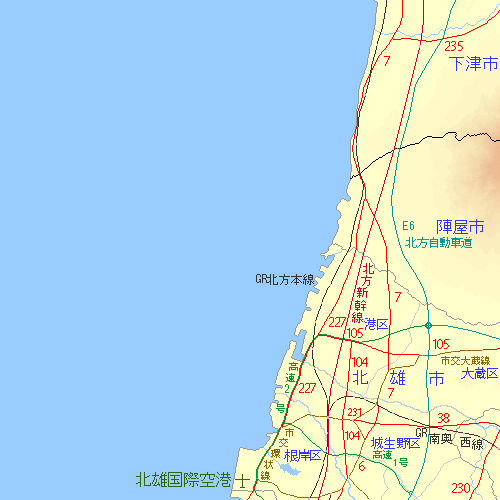 235
7
下津市
陣屋市
E6
北方自動車道
GR北方本線
北方新幹線
7
227
港区
105
105
104
市交大蔵線
大蔵区
高速2号
227
北雄市
7
231
38
104
GR南奥西線
城生野区
市交環状線
根岸区
高速1号
6
北雄国際空港
230